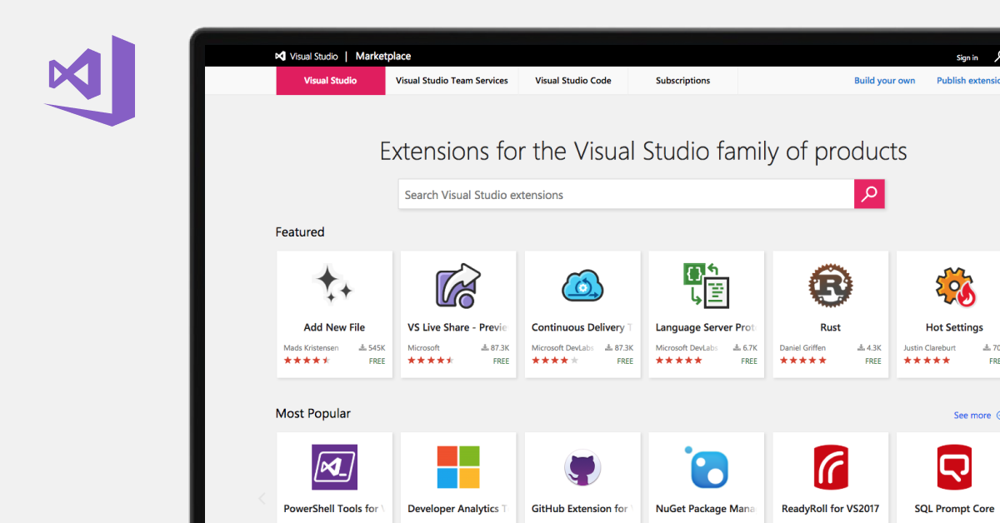 Visual Studio | Marketplace
Sign in
Visual Studio
Visual Studio Team Services
Visual Studio Code
Subscriptions
Build your own
Publish extensio
Extensions for the Visual Studio family of products
Search Visual Studio extensions
Featured
Add New File
Mads Kristensen 545K
FREE
VS Live Share - Previe
Microsoft 87.3K
FREE
Continuous Delivery T
Microsoft DevLabs 87.3K
FREE
Language Server Prot
Microsoft DevLabs 6.7K
FREE
R
Rust
Daniel Griffen 4.3K
FREE
Hot Settings
Justin Clareburt 70
FRE
Most Popular
See more
PowerShell Tools for V
Developer Analytics T
GitHub Extension for V
NuGet Package Mana
ReadyRoll for VS2017
SQL Prompt Core